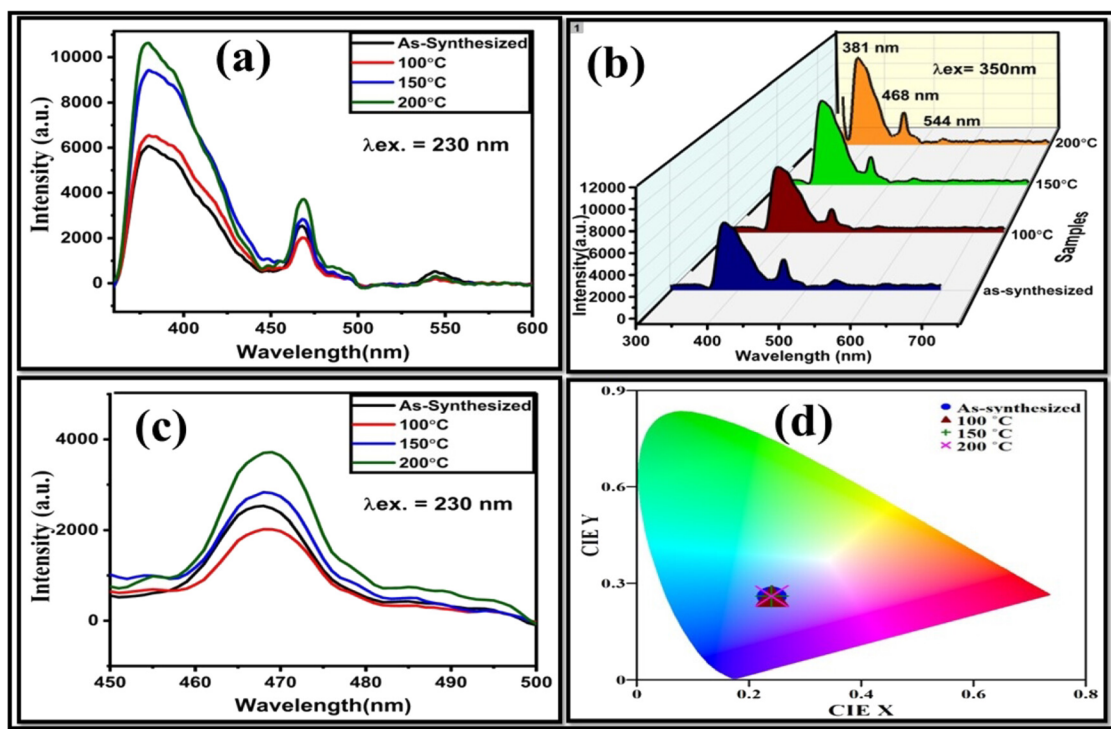 (a)
As-Synthesized
100°C
150°C
200°C
λex. = 230 nm
Intensity (a.u.)
10000
8000
6000
4000
2000
0
400 450 500 550 600
Wavelength(nm)
1
(b)
381 nm
λex= 350nm
468 nm
544 nm
200°C
150°C
100°C
as-synthesized
Samples
Intensity(a.u.)
12000
10000
8000
6000
4000
2000
0
300 400 500 600 700
Wavelength (nm)
(c)
As-Synthesized
100°C
150°C
200°C
λex. = 230 nm
Intensity (a.u.)
4000
2000
0
450 460 470 480 490 500
Wavelength(nm)
(d)
As-synthesized
100 °C
150 °C
200 °C
CIE Y
0.9
0.6
0.3
0
0 0.2 0.4 0.6 0.8
CIE X